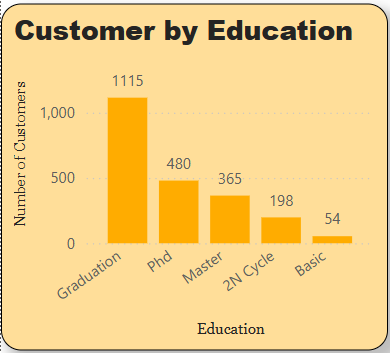 Customer by Education
Number of Customers
1,000
500
0
1115
480
365
198
54
Graduation
Phd
Master
2N Cycle
Basic
Education